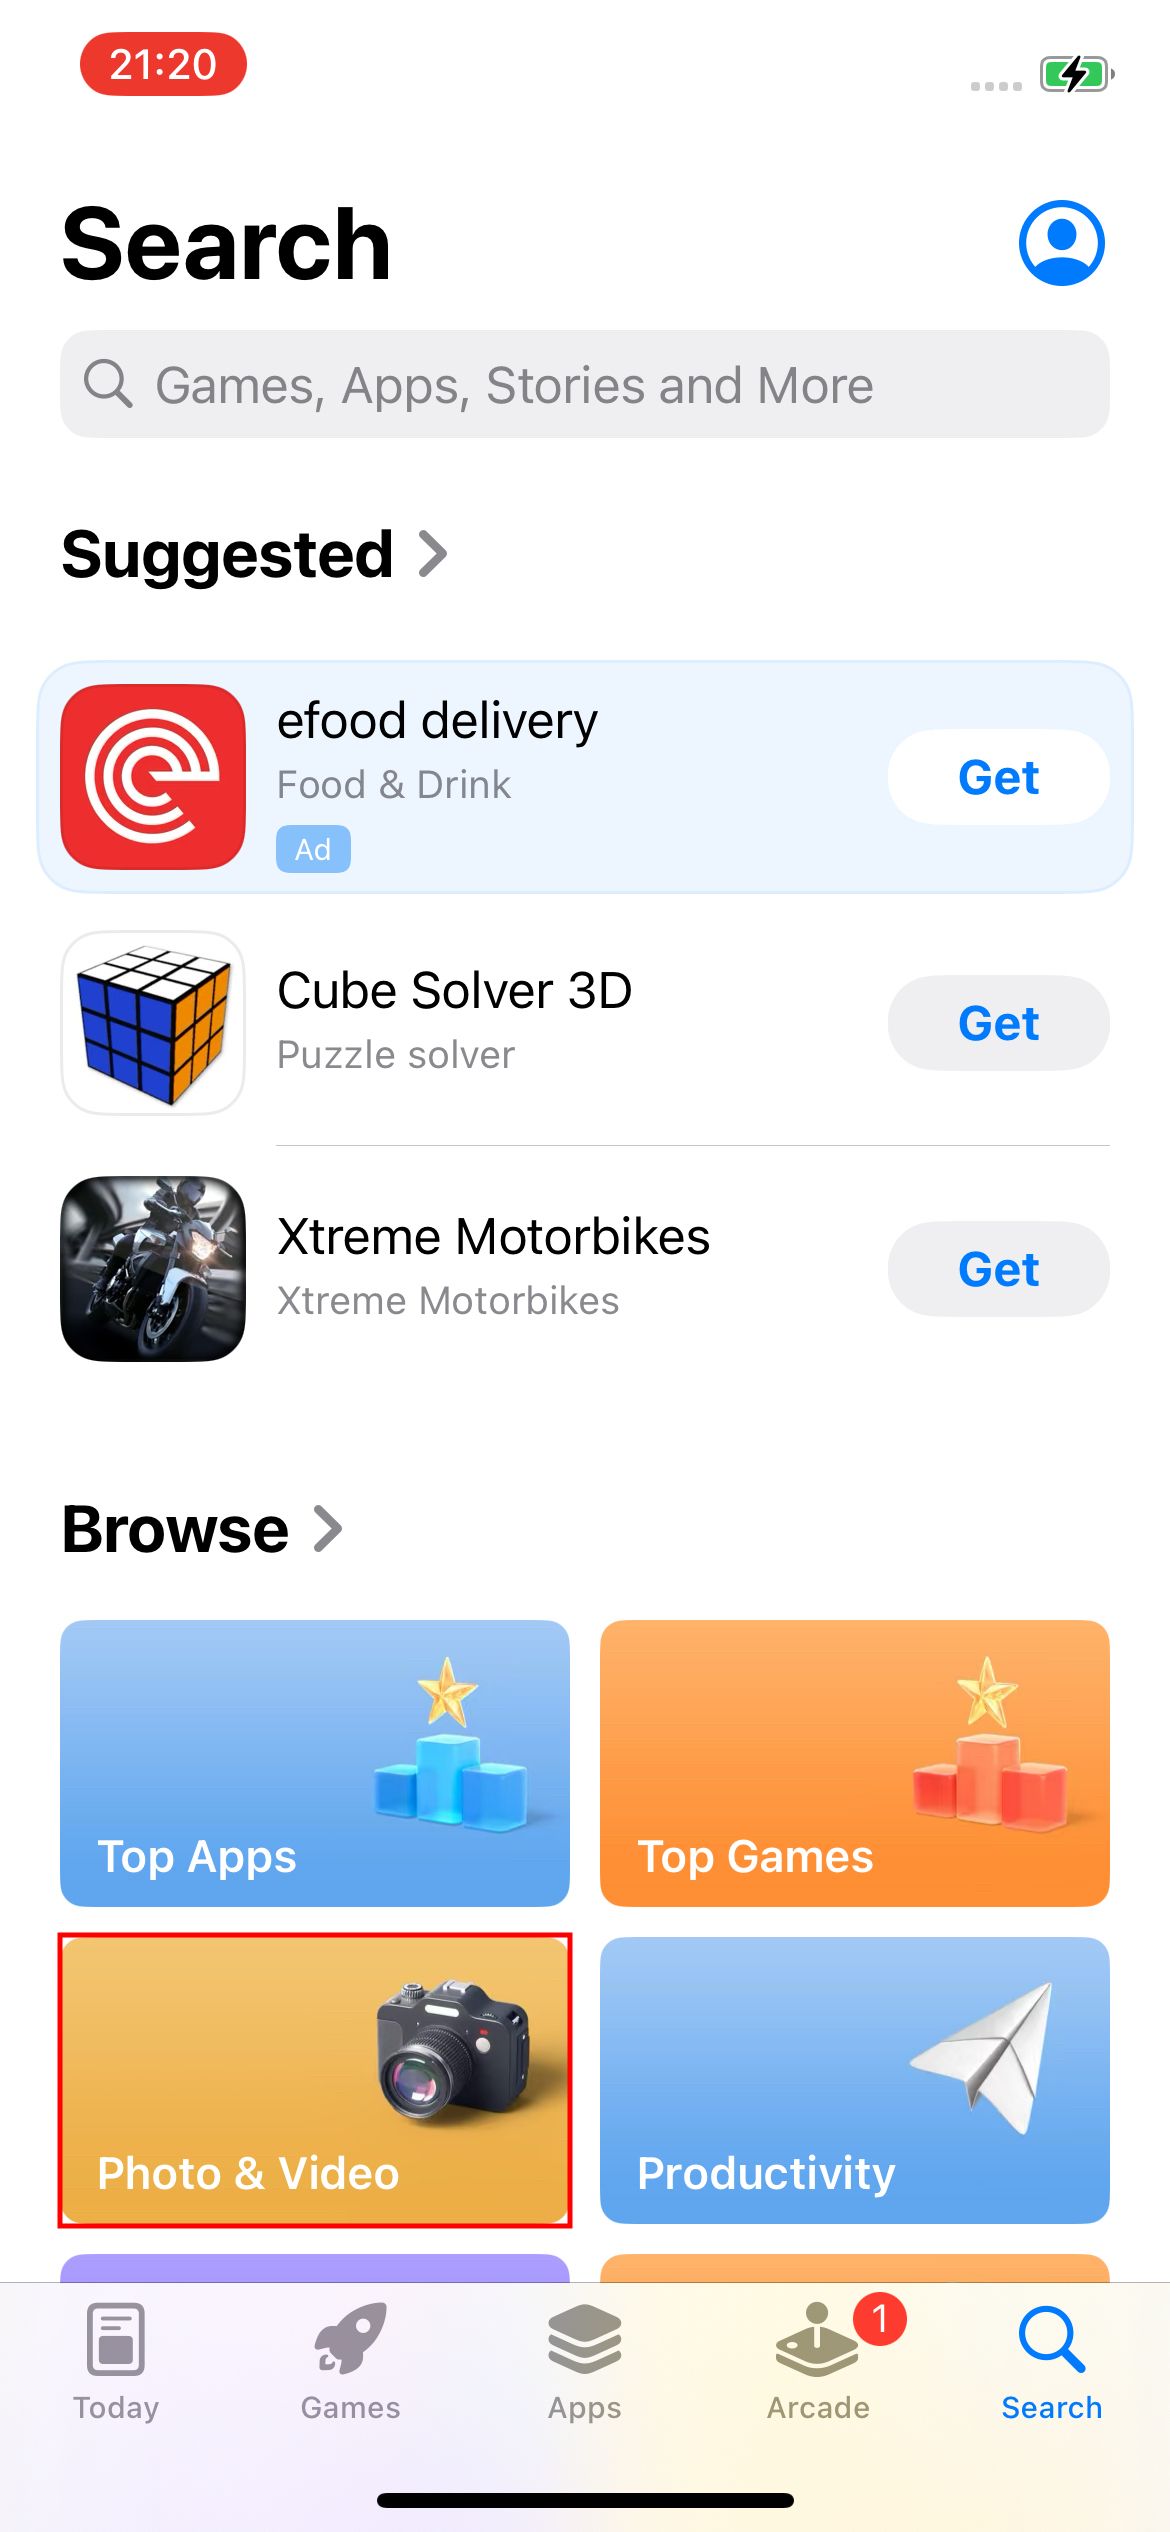 21:20
Search
Games, Apps, Stories and More
Suggested
efood delivery
Food & Drink
Get
Ad
Cube Solver 3D
Puzzle solver
Get
Xtreme Motorbikes
Xtreme Motorbikes
Get
Browse
Top Apps
Top Games
Photo & Video
Productivity
1
Today
Games
Apps
Arcade
Search